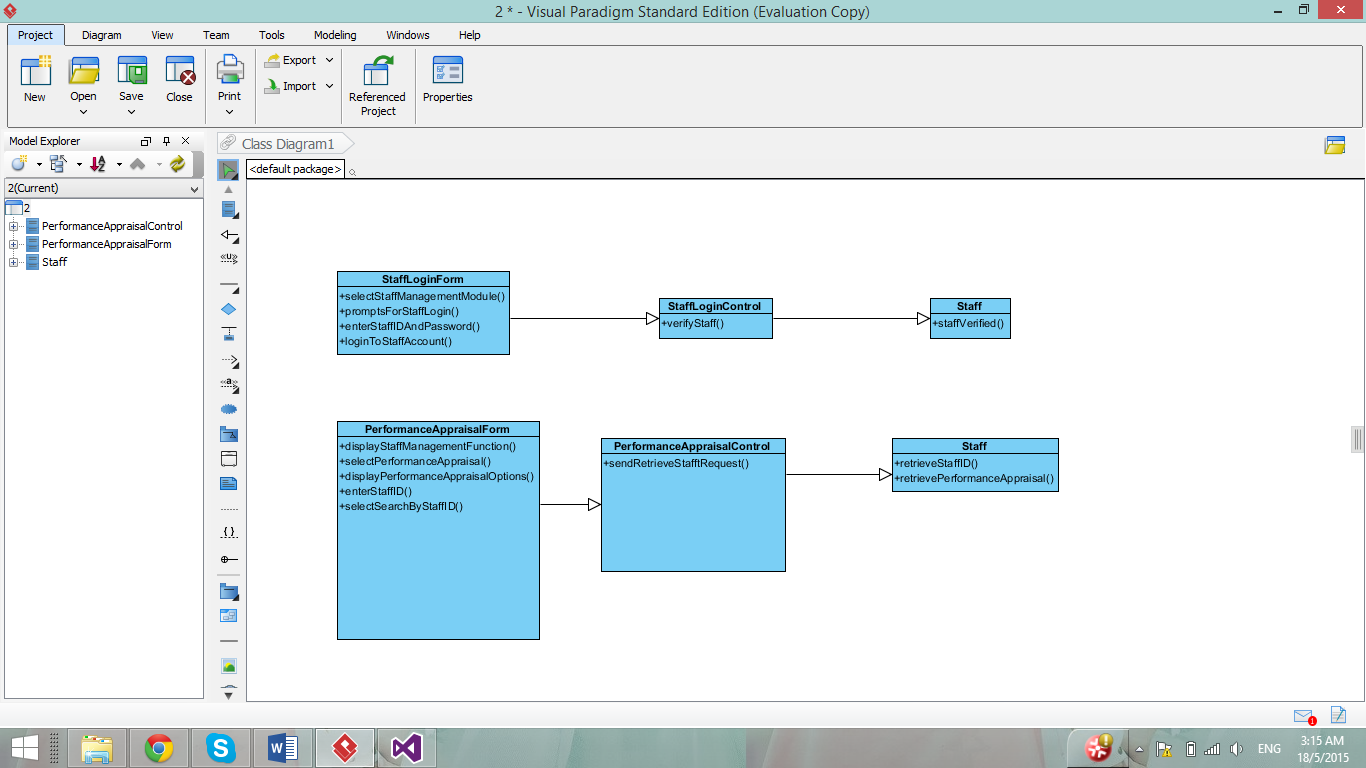 2 * - Visual Paradigm Standard Edition (Evaluation Copy)
Project Diagram View Team Tools Modeling Windows Help
New Open Save Close Print Export Import Referenced Project Properties
Model Explorer
Class Diagram1
2(Current)
<default package>
2
PerformanceAppraisalControl
PerformanceAppraisalForm
Staff
StaffLoginForm
+selectStaffManagementModule()
+promptsForStaffLogin()
+enterStaffIDAndPassword()
+loginToStaffAccount()
StaffLoginControl
+verifyStaff()
Staff
+staffVerified()
PerformanceAppraisalForm
+displayStaffManagementFunction()
+selectPerformanceAppraisal()
+displayPerformanceAppraisalOptions()
+enterStaffID()
+selectSearchByStaffID()
PerformanceAppraisalControl
+sendRetrieveStafftRequest()
Staff
+retrieveStaffID()
+retrievePerformanceAppraisal()
ENG
3:15 AM
18/5/2015